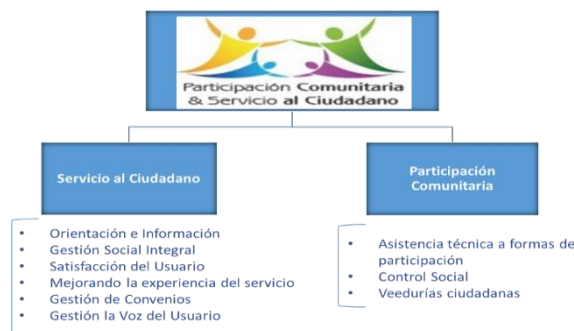 Participación Comunitaria
& Servicio al Ciudadano
Servicio al Ciudadano
Orientación e Información
Gestión Social Integral
Satisfacción del Usuario
Mejorando la experiencia del servicio
Gestión de Convenios
Gestión la Voz del Usuario
Participación
Comunitaria
Asistencia técnica a formas de
participación
Control Social
Veedurías ciudadanas